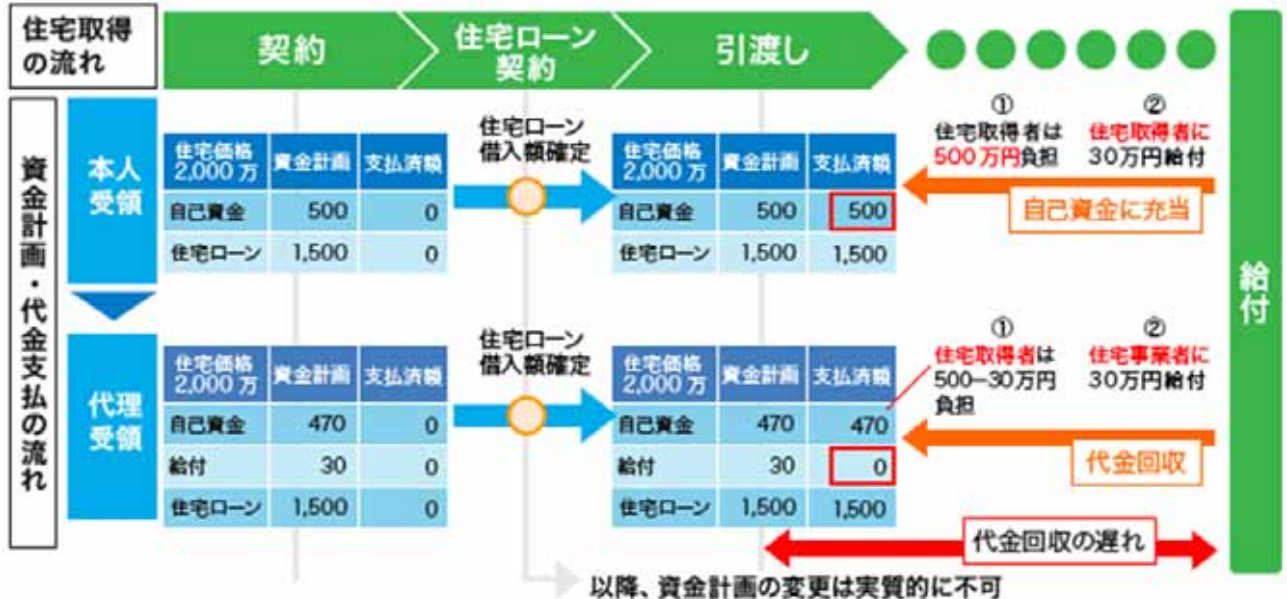 住宅取得
の流れ
契約
住宅ローン
契約
引渡し
資金計画・代金支払の流れ
本人
受領
住宅価格
2,000万
資金計画
支払済額
自己資金
500
0
住宅ローン
1,500
0
住宅ローン
借入額確定
住宅価格
2,000万
資金計画
支払済額
自己資金
500
500
住宅ローン
1,500
1,500
①
住宅取得者は
500万円負担
②
住宅取得者に
30万円給付
自己資金に充当
代理
受領
住宅価格
2,000万
資金計画
支払済額
自己資金
470
0
給付
30
0
住宅ローン
1,500
0
住宅ローン
借入額確定
住宅価格
2,000万
資金計画
支払済額
自己資金
470
470
給付
30
0
住宅ローン
1,500
1,500
①
住宅取得者は
500−30万円
負担
②
住宅事業者に
30万円給付
代金回収
代金回収の遅れ
以降、資金計画の変更は実質的に不可
給付